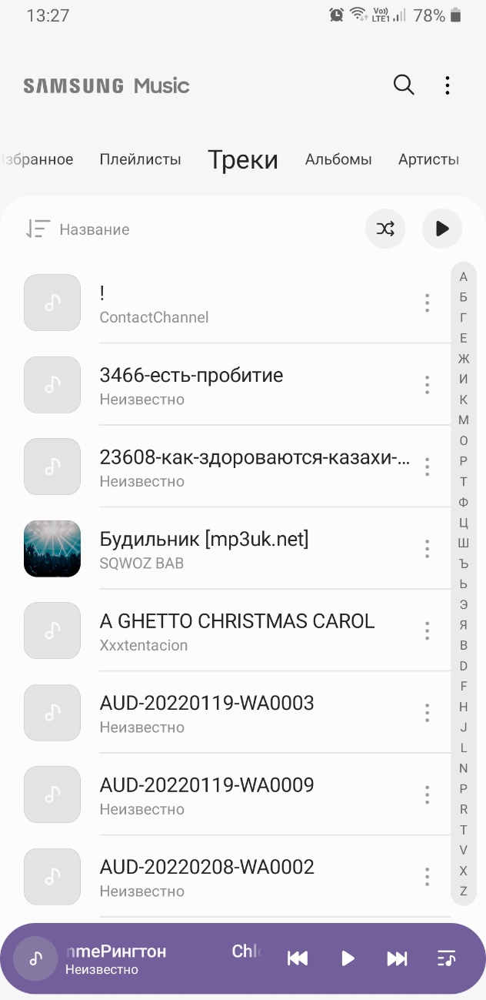 13:27
Vo)) LTE1 78%
SAMSUNG Music
збранное Плейлисты Треки Альбомы Артисты
Название
!
ContactChannel
3466-есть-пробитие
Неизвестно
23608-как-здороваются-казахи-...
Неизвестно
Будильник [mp3uk.net]
SQWOZ BAB
A GHETTO CHRISTMAS CAROL
Xxxtentacion
AUD-20220119-WA0003
Неизвестно
AUD-20220119-WA0009
Неизвестно
AUD-20220208-WA0002
Неизвестно
А
Б
Г
Е
Ж
И
К
М
О
Р
Т
Ф
Ц
Ш
Ъ
Ь
Э
Я
B
D
F
H
J
L
N
P
R
T
V
X
Z
nmeРингтон Chl
Неизвестно